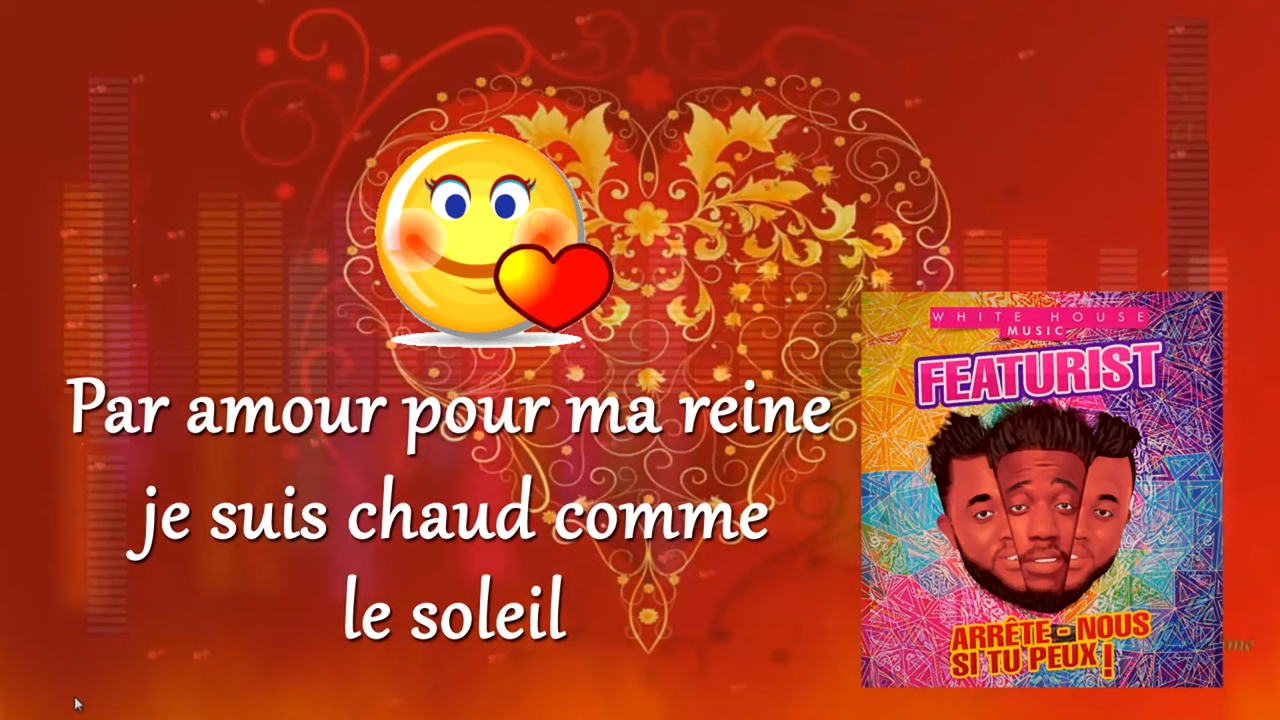 Par amour pour ma reine
je suis chaud comme
le soleil
WHITE HOUSE
MUSIC
FEATURIST
ARRÊTE - NOUS
SI TU PEUX !